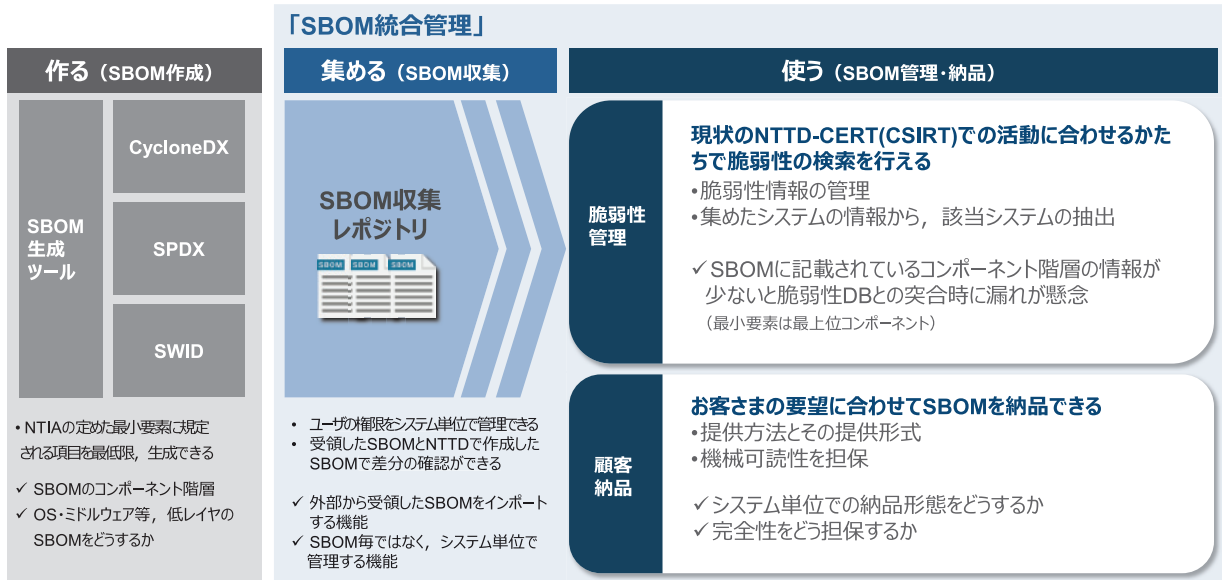 「SBOM統合管理」
作る（SBOM作成）
SBOM
生成
ツール
CycloneDX
SPDX
SWID
• NTIAの定めた最小要素に規定
される項目を最低限，生成できる
✓ SBOMのコンポーネント階層
✓ OS・ミドルウェア等，低レイヤの
SBOMをどうするか
集める（SBOM収集）
SBOM収集
レポジトリ
SBOM SBOM SBOM
• ユーザの権限をシステム単位で管理できる
• 受領したSBOMとNTTDで作成した
SBOMで差分の確認ができる
✓ 外部から受領したSBOMをインポート
する機能
✓ SBOM毎ではなく，システム単位で
管理する機能
使う（SBOM管理・納品）
脆弱性
管理
現状のNTTD-CERT(CSIRT)での活動に合わせるかた
ちで脆弱性の検索を行える
•脆弱性情報の管理
•集めたシステムの情報から，該当システムの抽出
✓SBOMに記載されているコンポーネント階層の情報が
少ないと脆弱性DBとの突合時に漏れが懸念
（最小要素は最上位コンポーネント）
顧客
納品
お客さまの要望に合わせてSBOMを納品できる
•提供方法とその提供形式
•機械可読性を担保
✓システム単位での納品形態をどうするか
✓完全性をどう担保するか